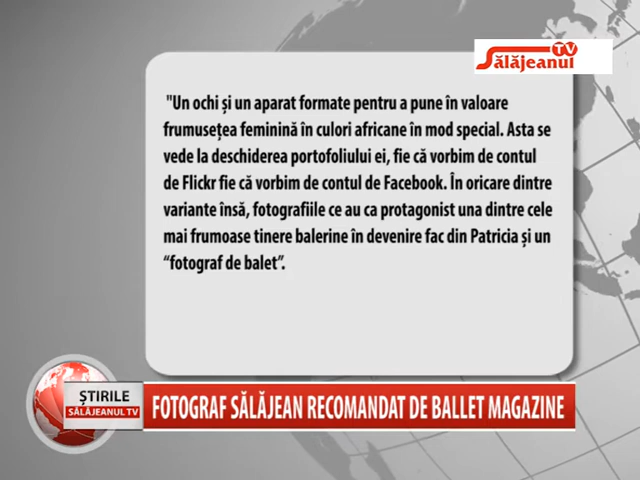 Sălăjeanul TV
"Un ochi și un aparat formate pentru a pune în valoare
frumusețea feminină în culori africane în mod special. Asta se
vede la deschiderea portofoliului ei, fie că vorbim de contul
de Flickr fie că vorbim de contul de Facebook. În oricare dintre
variante însă, fotografiile ce au ca protagonist una dintre cele
mai frumoase tinere balerine în devenire fac din Patricia și un
“fotograf de balet”.
ȘTIRILE
SĂLĂJEANUL TV
FOTOGRAF SĂLĂJEAN RECOMANDAT DE BALLET MAGAZINE